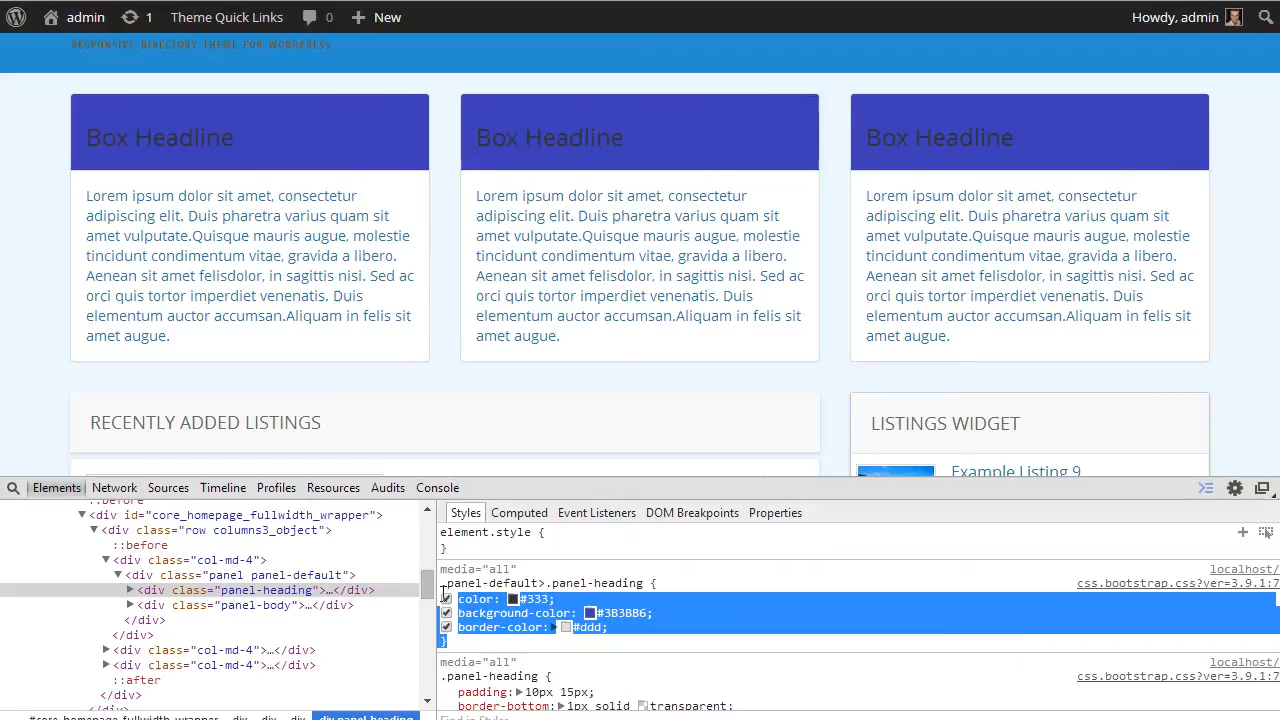 admin 1 Theme Quick Links 0 New Howdy, admin
RESPONSIVE DIRECTORY THEME FOR WORDPRESS
Box Headline
Lorem ipsum dolor sit amet, consectetur
adipiscing elit. Duis pharetra varius quam sit
amet vulputate.Quisque mauris augue, molestie
tincidunt condimentum vitae, gravida a libero.
Aenean sit amet felisdolor, in sagittis nisi. Sed ac
orci quis tortor imperdiet venenatis. Duis
elementum auctor accumsan.Aliquam in felis sit
amet augue.
Box Headline
Lorem ipsum dolor sit amet, consectetur
adipiscing elit. Duis pharetra varius quam sit
amet vulputate.Quisque mauris augue, molestie
tincidunt condimentum vitae, gravida a libero.
Aenean sit amet felisdolor, in sagittis nisi. Sed ac
orci quis tortor imperdiet venenatis. Duis
elementum auctor accumsan.Aliquam in felis sit
amet augue.
Box Headline
Lorem ipsum dolor sit amet, consectetur
adipiscing elit. Duis pharetra varius quam sit
amet vulputate.Quisque mauris augue, molestie
tincidunt condimentum vitae, gravida a libero.
Aenean sit amet felisdolor, in sagittis nisi. Sed ac
orci quis tortor imperdiet venenatis. Duis
elementum auctor accumsan.Aliquam in felis sit
amet augue.
RECENTLY ADDED LISTINGS
LISTINGS WIDGET
Example Listing 9
Elements Network Sources Timeline Profiles Resources Audits Console
::before
<div id="core_homepage_fullwidth_wrapper">
<div class="row columns3_object">
::before
<div class="col-md-4">
<div class="panel panel-default">
<div class="panel-heading">…</div>
<div class="panel-body">…</div>
</div>
</div>
<div class="col-md-4">…</div>
<div class="col-md-4">…</div>
::after
</div>
#core_homepage_fullwidth_wrapper div div div div.panel-heading
Styles Computed Event Listeners DOM Breakpoints Properties
element.style {
}
media="all" localhost/
.panel-default>.panel-heading { css.bootstrap.css?ver=3.9.1:7
color: #333;
background-color: #3B3BB6;
border-color: #ddd;
}
media="all" localhost/
.panel-heading { css.bootstrap.css?ver=3.9.1:7
padding: 10px 15px;
border-bottom: 1px solid transparent;
Find in Styles